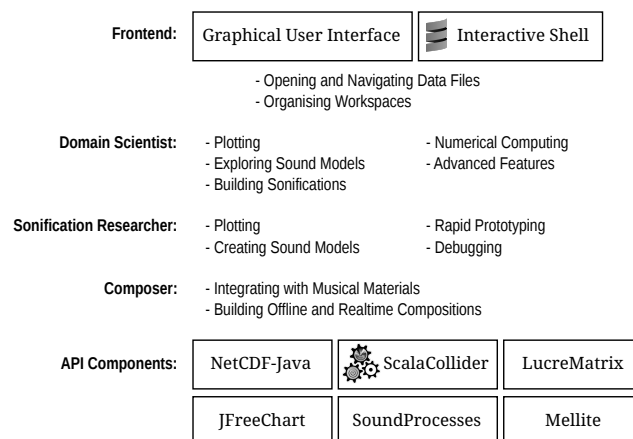 Frontend: Graphical User Interface Interactive Shell
- Opening and Navigating Data Files
- Organising Workspaces
Domain Scientist: - Plotting - Numerical Computing
- Exploring Sound Models - Advanced Features
- Building Sonifications
Sonification Researcher: - Plotting - Rapid Prototyping
- Creating Sound Models - Debugging
Composer: - Integrating with Musical Materials
- Building Offline and Realtime Compositions
API Components: NetCDF-Java ScalaCollider LucreMatrix
JFreeChart SoundProcesses Mellite